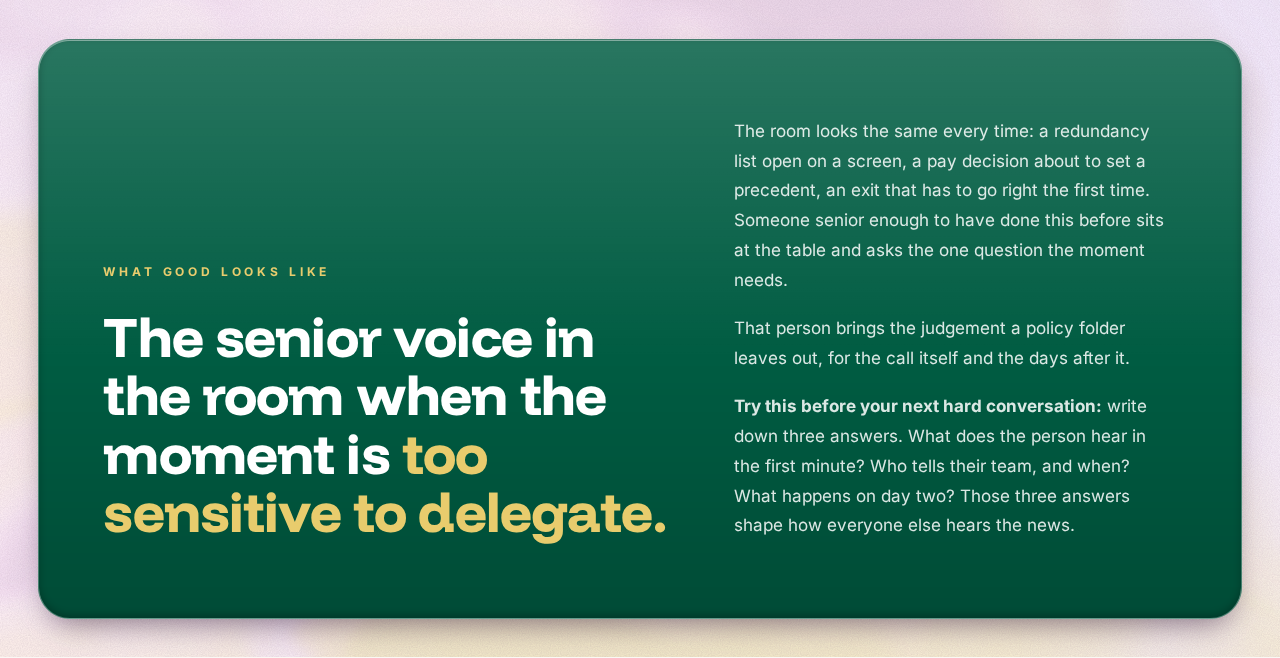 WHAT GOOD LOOKS LIKE
The senior voice in
the room when the
moment is too
sensitive to delegate.
The room looks the same every time: a redundancy
list open on a screen, a pay decision about to set a
precedent, an exit that has to go right the first time.
Someone senior enough to have done this before sits
at the table and asks the one question the moment
needs.
That person brings the judgement a policy folder
leaves out, for the call itself and the days after it.
Try this before your next hard conversation: write
down three answers. What does the person hear in
the first minute? Who tells their team, and when?
What happens on day two? Those three answers
shape how everyone else hears the news.